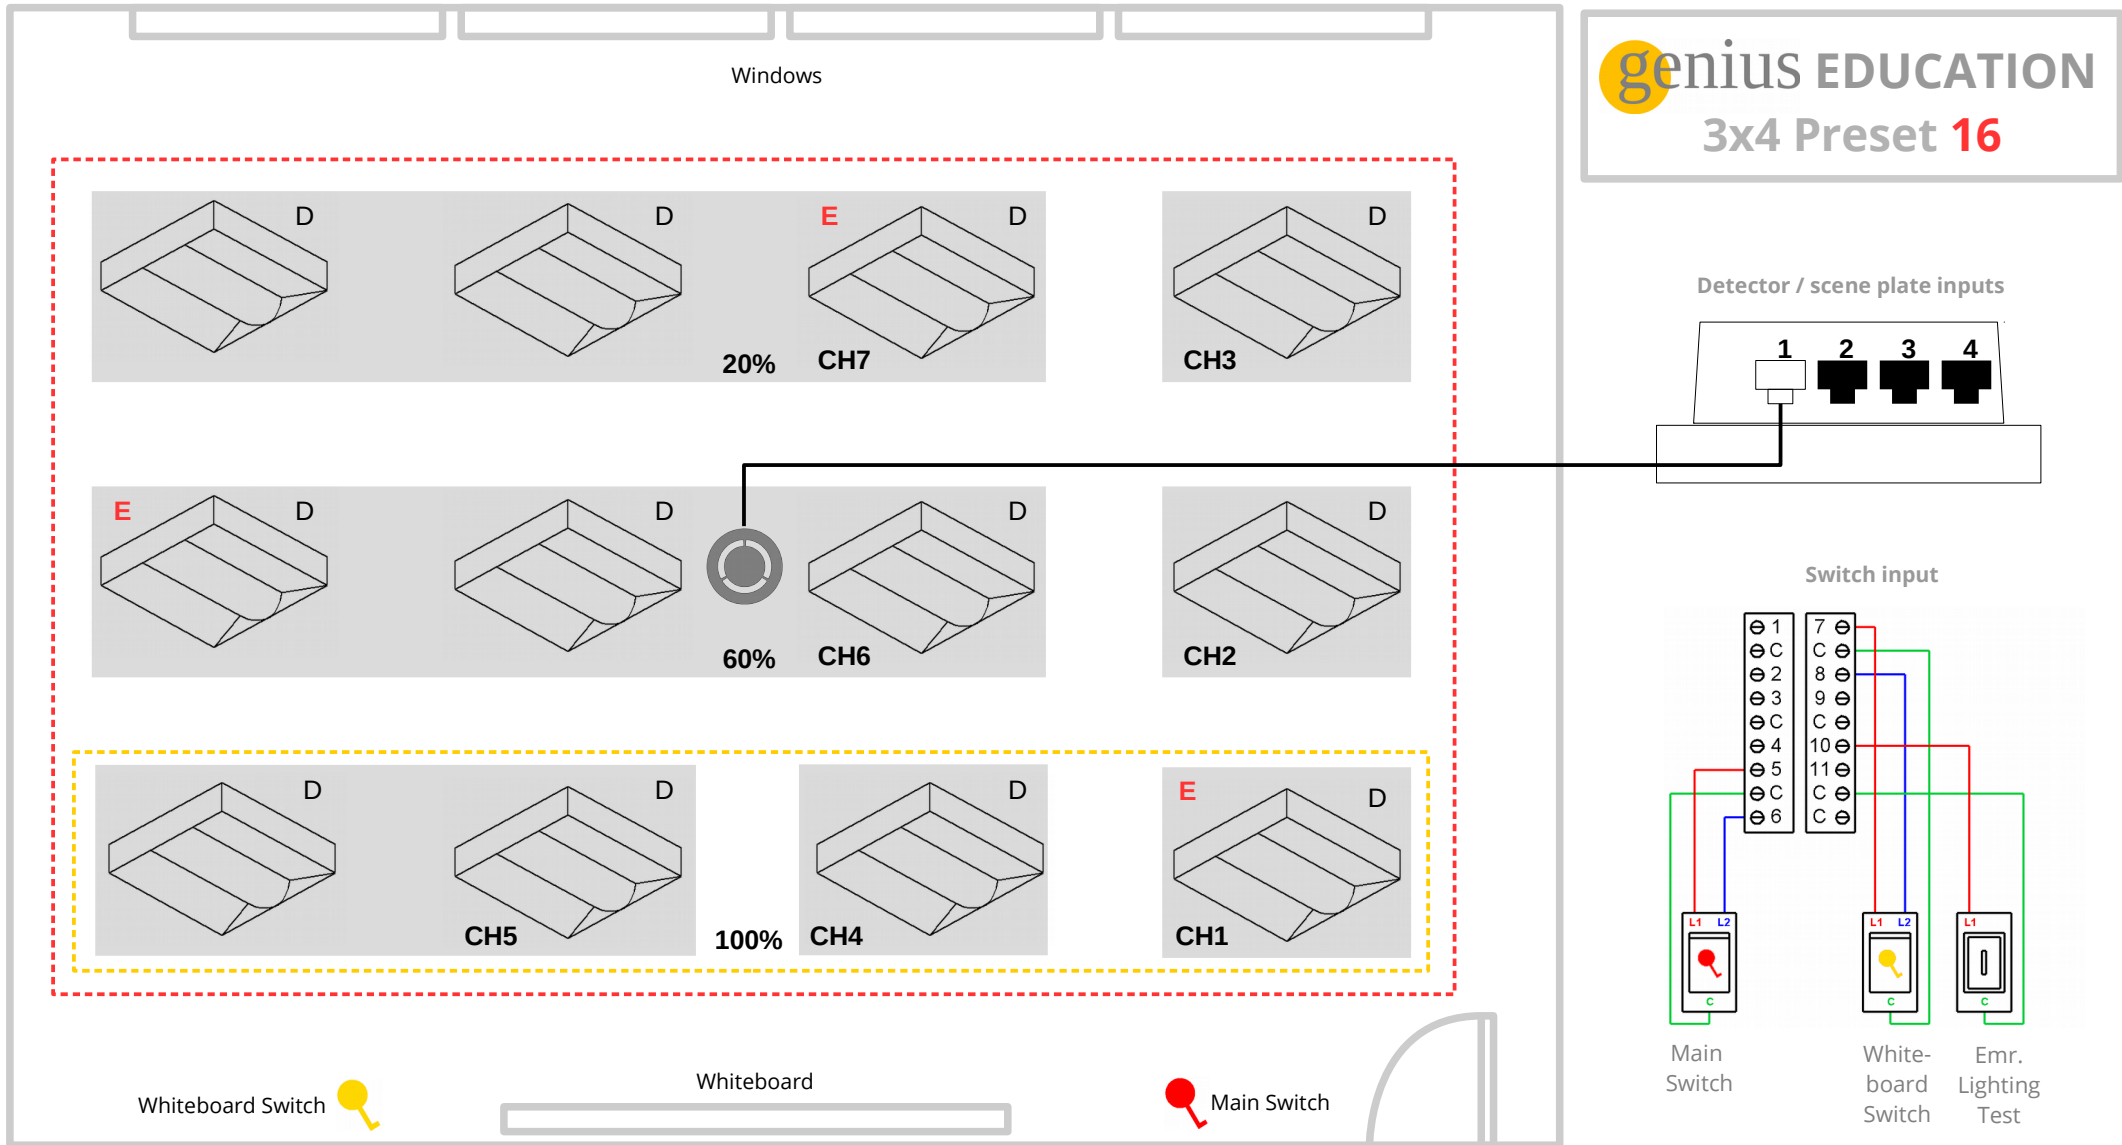 Windows
genius EDUCATION
3x4 Preset 16
D
D
E
D
D
20%
CH7
CH3
Detector / scene plate inputs
1 2 3 4
E
D
D
D
D
60%
CH6
CH2
Switch input
1
C
2
3
C
4
5
C
6
7
C
8
9
C
10
11
C
C
D
D
D
E
D
CH5
100%
CH4
CH1
L1 L2
C
L1 L2
C
L1
C
Main
Switch
White-
board
Switch
Emr.
Lighting
Test
Whiteboard Switch
Whiteboard
Main Switch